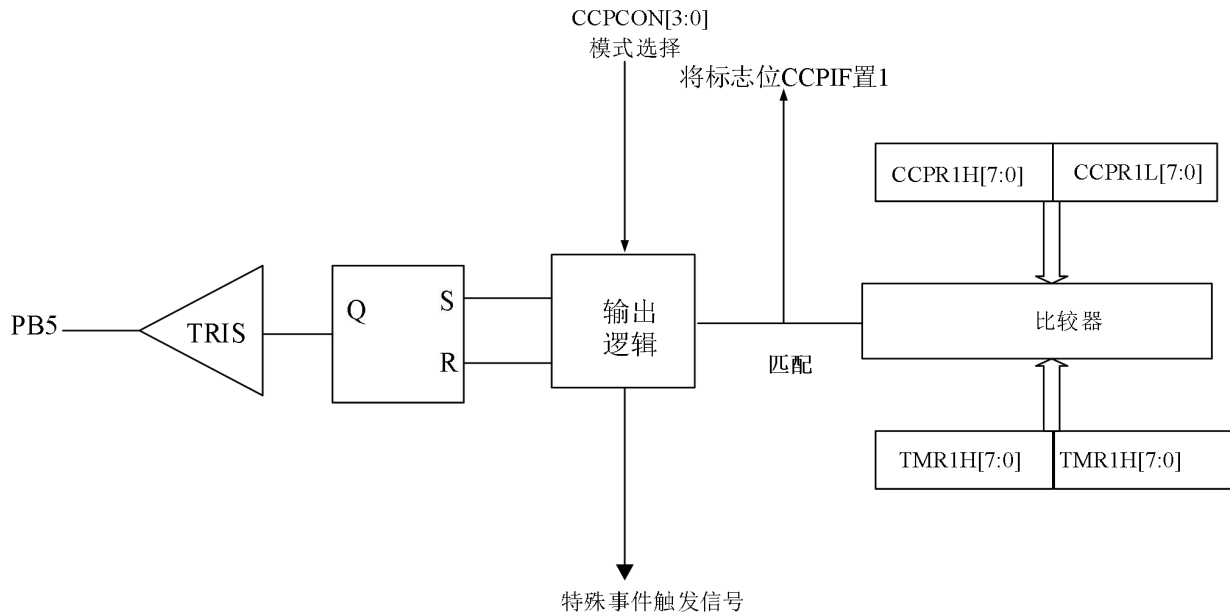 CCPCON[3:0]
模式选择
将标志位CCPIF置1
CCPR1H[7:0]
CCPR1L[7:0]
PB5
TRIS
Q
S
R
输出
逻辑
匹配
比较器
TMR1H[7:0]
TMR1H[7:0]
特殊事件触发信号